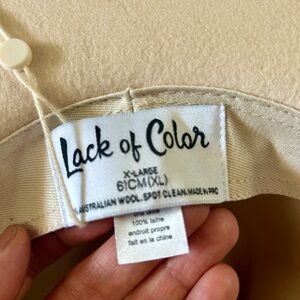 Lack of Color
X-LARGE
61CM(XL)
AUSTRALIAN WOOL. SPOT CLEAN. MADE IN PRC
100% laine
endroit propre
fait en la chine